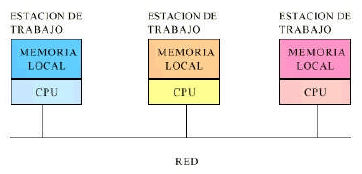 ESTACION DE
TRABAJO
MEMORIA
LOCAL
CPU
ESTACION DE
TRABAJO
MEMORIA
LOCAL
CPU
ESTACION DE
TRABAJO
MEMORIA
LOCAL
CPU
RED